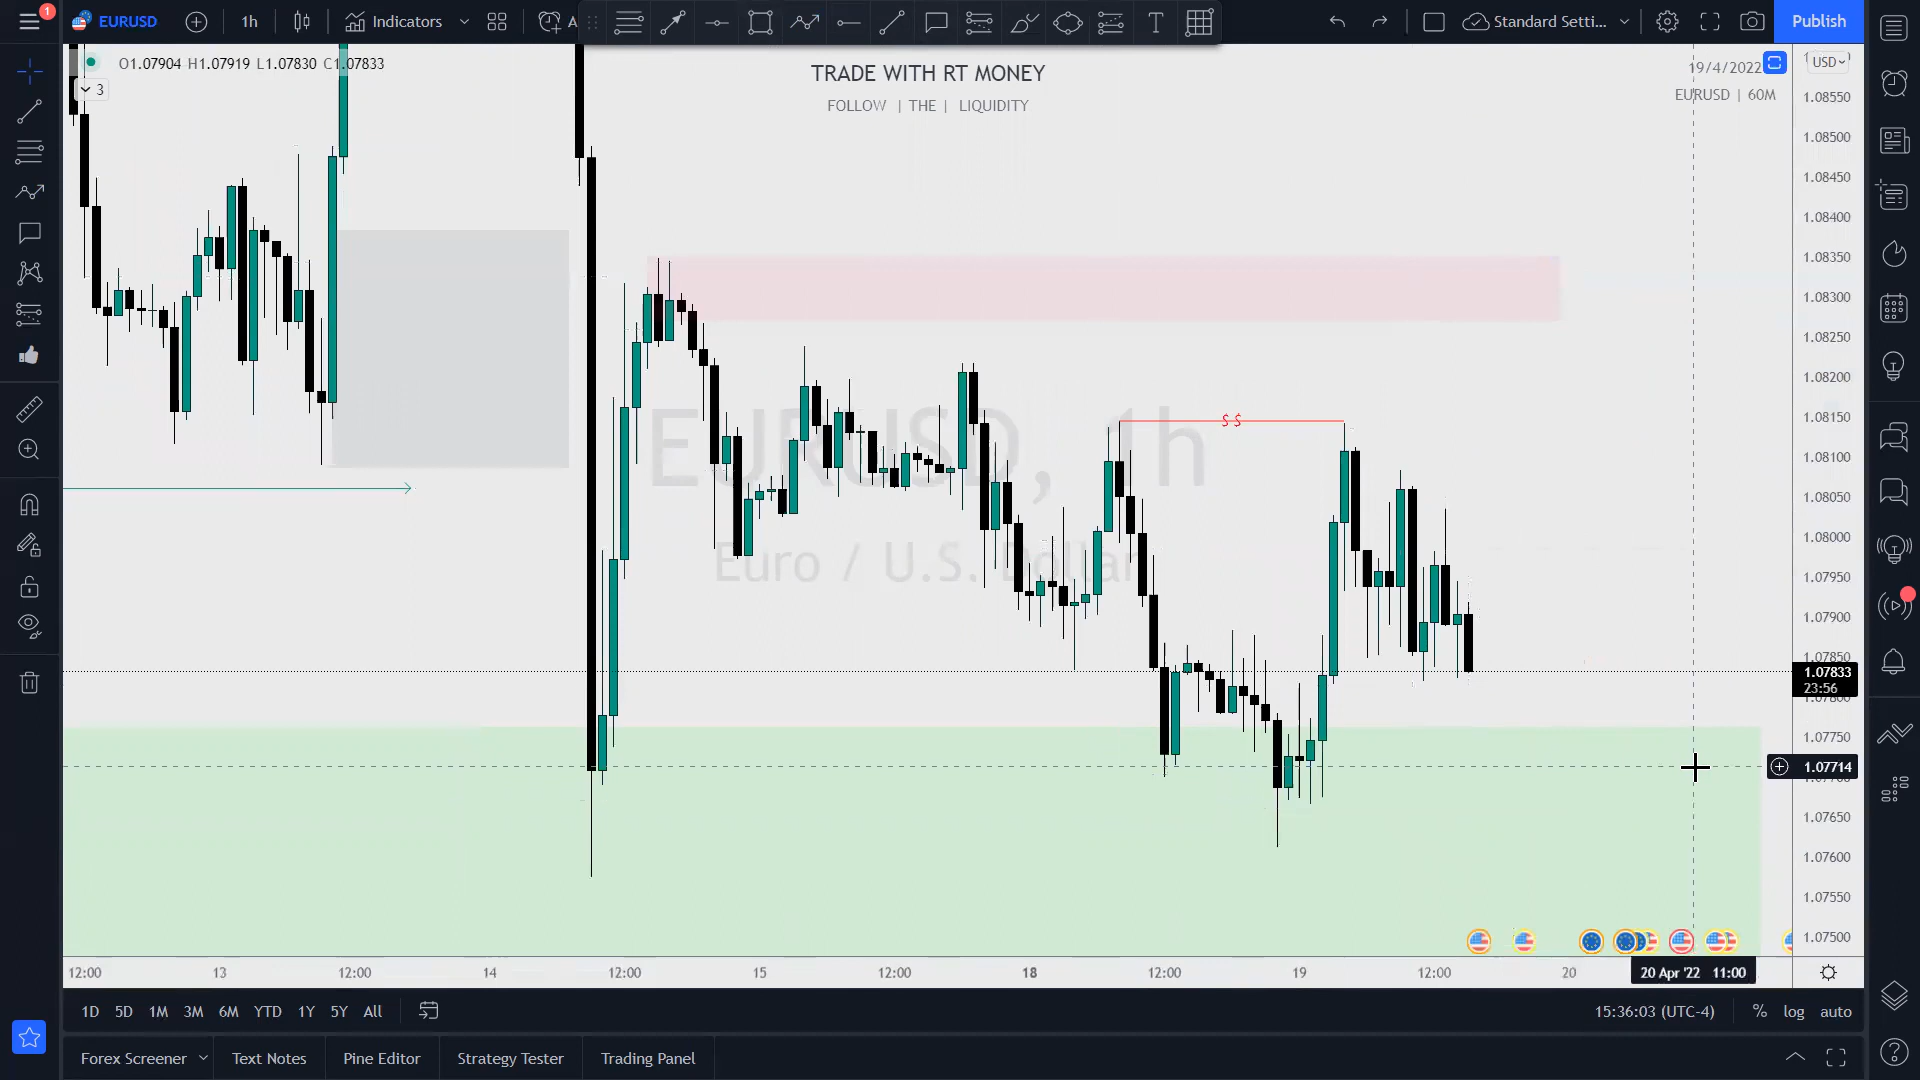 1
EURUSD
1h
Indicators
A
Standard Setti...
Publish
O1.07904 H1.07919 L1.07830 C1.07833
3
TRADE WITH RT MONEY
FOLLOW | THE | LIQUIDITY
19/4/2022
EURUSD | 60M
USD
1.08550
1.08500
1.08450
1.08400
1.08350
1.08300
1.08250
1.08200
1.08150
1.08100
1.08050
1.08000
1.07950
1.07900
1.07850
1.07833
23:56
1.07750
1.07714
1.07650
1.07600
1.07550
1.07500
$ $
EURUSD, 1h
Euro / U.S. Dollar
12:00 13 12:00 14 12:00 15 12:00 18 12:00 19 12:00 20
20 Apr '22 11:00
1D 5D 1M 3M 6M YTD 1Y 5Y All
15:36:03 (UTC-4)
% log auto
Forex Screener
Text Notes
Pine Editor
Strategy Tester
Trading Panel